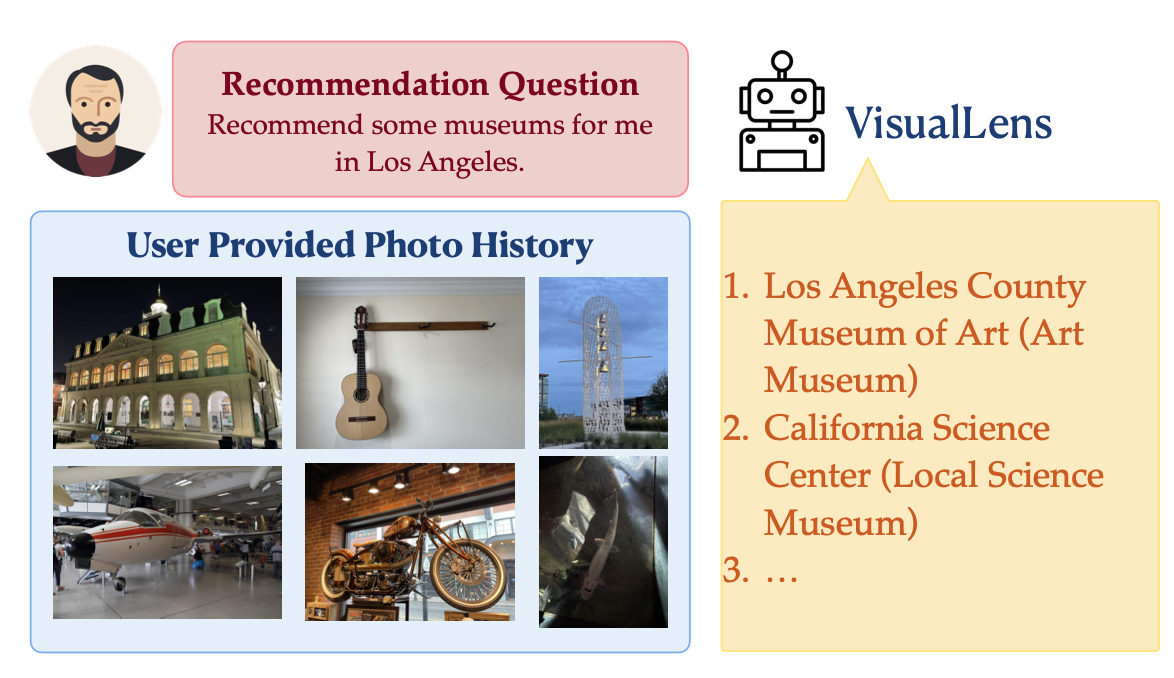 Recommendation Question
Recommend some museums for me
in Los Angeles.
User Provided Photo History
VisualLens
1. Los Angeles County
Museum of Art (Art
Museum)
2. California Science
Center (Local Science
Museum)
3. …